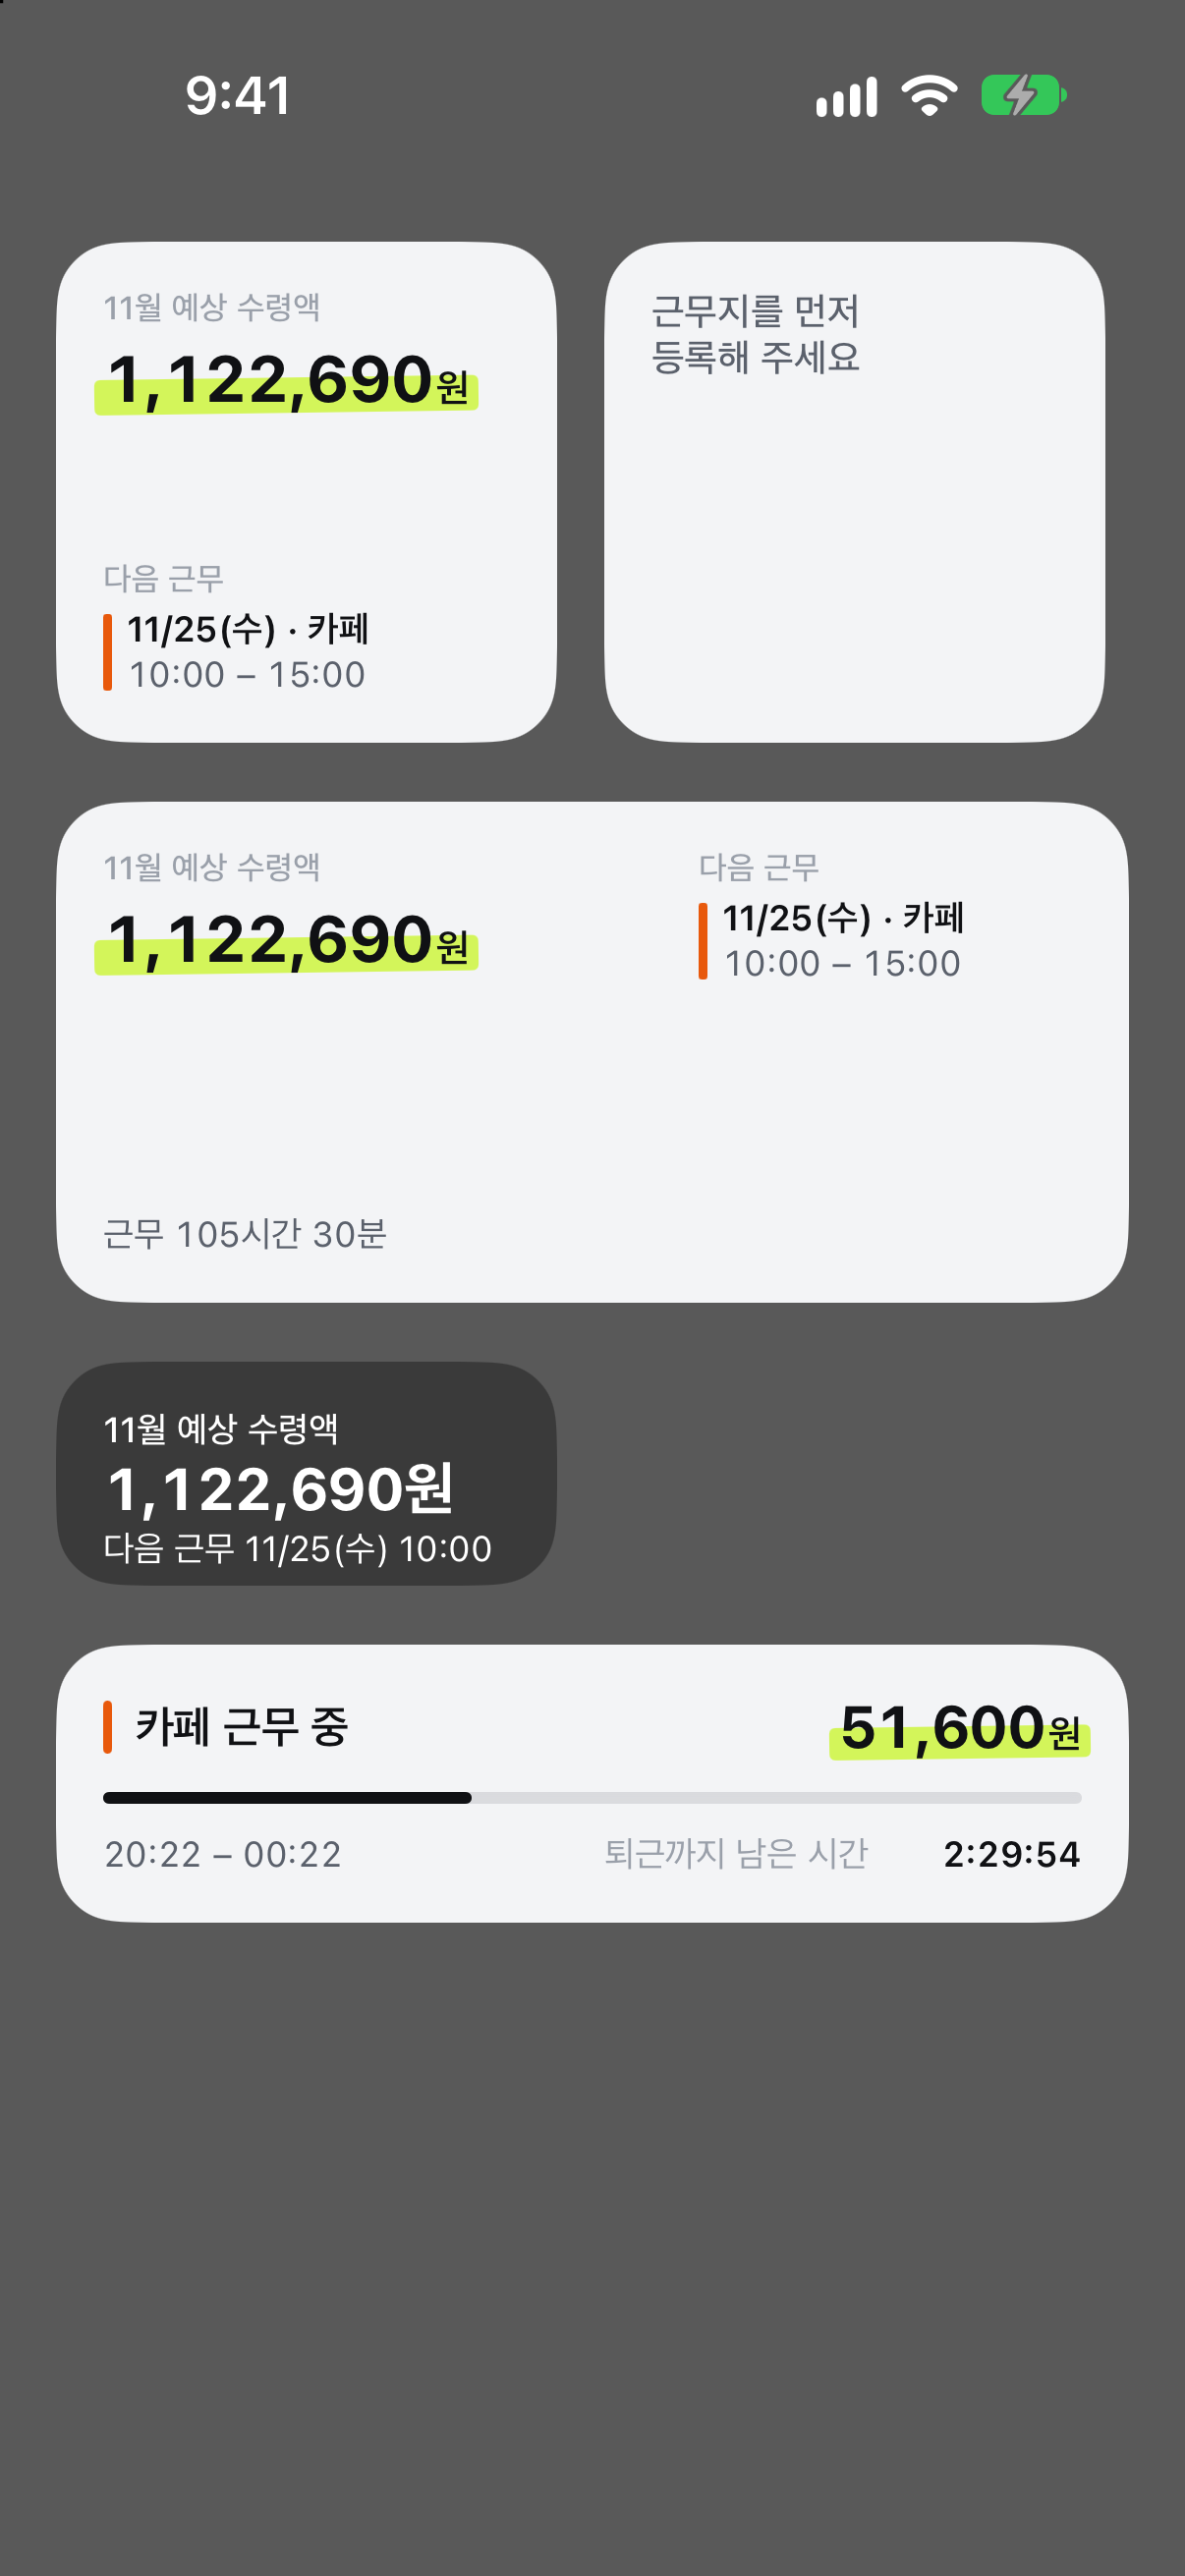 9:41
11월 예상 수령액
1,122,690원
다음 근무
11/25(수) · 카페
10:00 – 15:00
근무지를 먼저
등록해 주세요
11월 예상 수령액
1,122,690원
다음 근무
11/25(수) · 카페
10:00 – 15:00
근무 105시간 30분
11월 예상 수령액
1,122,690원
다음 근무 11/25(수) 10:00
카페 근무 중
51,600원
20:22 – 00:22
퇴근까지 남은 시간 2:29:54